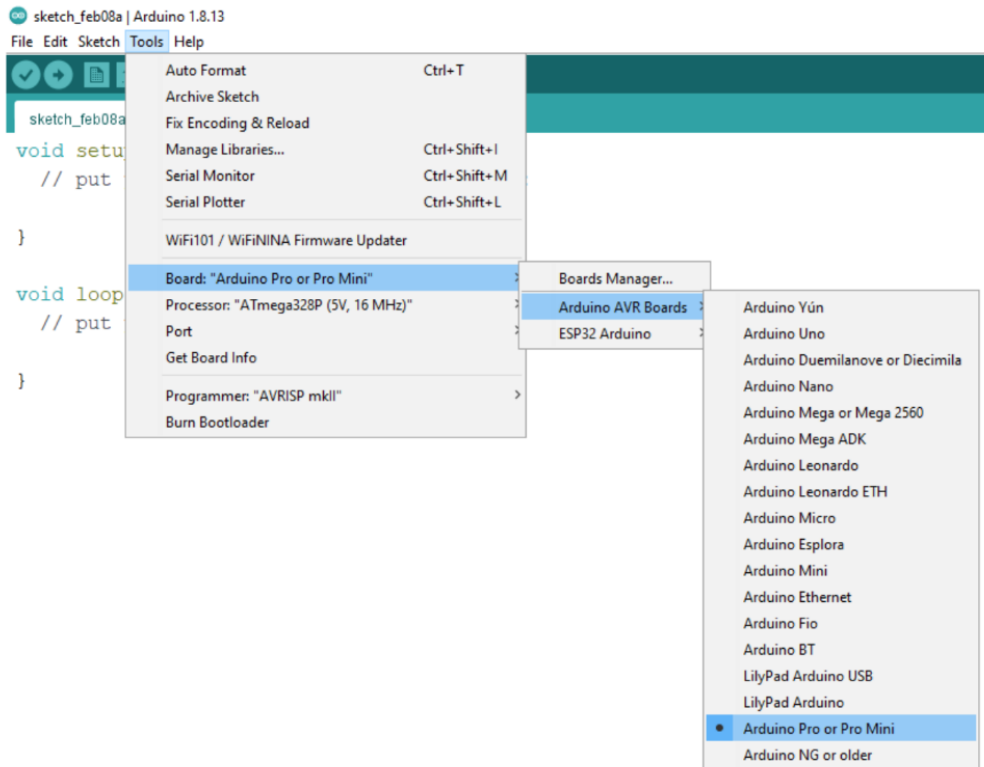 sketch_feb08a | Arduino 1.8.13
File Edit Sketch Tools Help
sketch_feb08a
void setu
// put
}
void loop
// put
}
Auto Format Ctrl+T
Archive Sketch
Fix Encoding & Reload
Manage Libraries... Ctrl+Shift+I
Serial Monitor Ctrl+Shift+M
Serial Plotter Ctrl+Shift+L
WiFi101 / WiFiNINA Firmware Updater
Board: "Arduino Pro or Pro Mini"
Processor: "ATmega328P (5V, 16 MHz)"
Port
Get Board Info
Programmer: "AVRISP mkII"
Burn Bootloader
Boards Manager...
Arduino AVR Boards
ESP32 Arduino
Arduino Yún
Arduino Uno
Arduino Duemilanove or Diecimila
Arduino Nano
Arduino Mega or Mega 2560
Arduino Mega ADK
Arduino Leonardo
Arduino Leonardo ETH
Arduino Micro
Arduino Esplora
Arduino Mini
Arduino Ethernet
Arduino Fio
Arduino BT
LilyPad Arduino USB
LilyPad Arduino
Arduino Pro or Pro Mini
Arduino NG or older